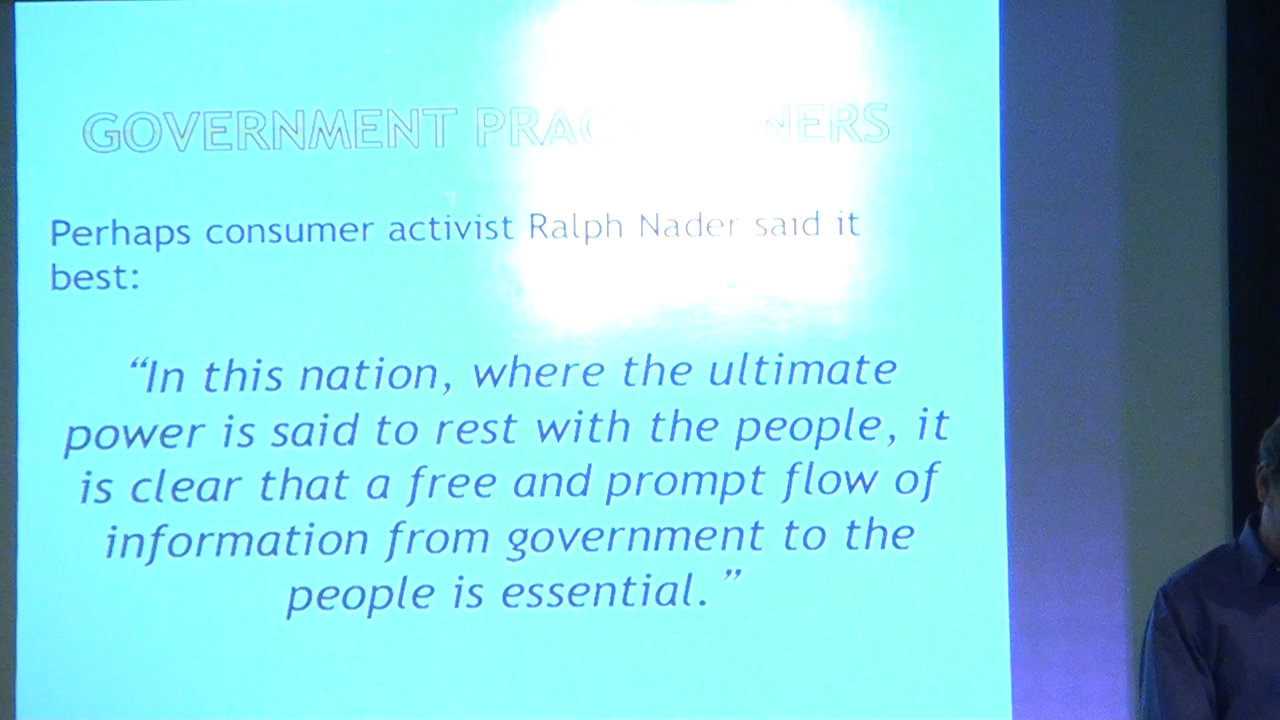 GOVERNMENT
Perhaps consumer activist Ralph Nader said it
best:
“In this nation, where the ultimate
power is said to rest with the people, it
is clear that a free and prompt flow of
information from government to the
people is essential.”